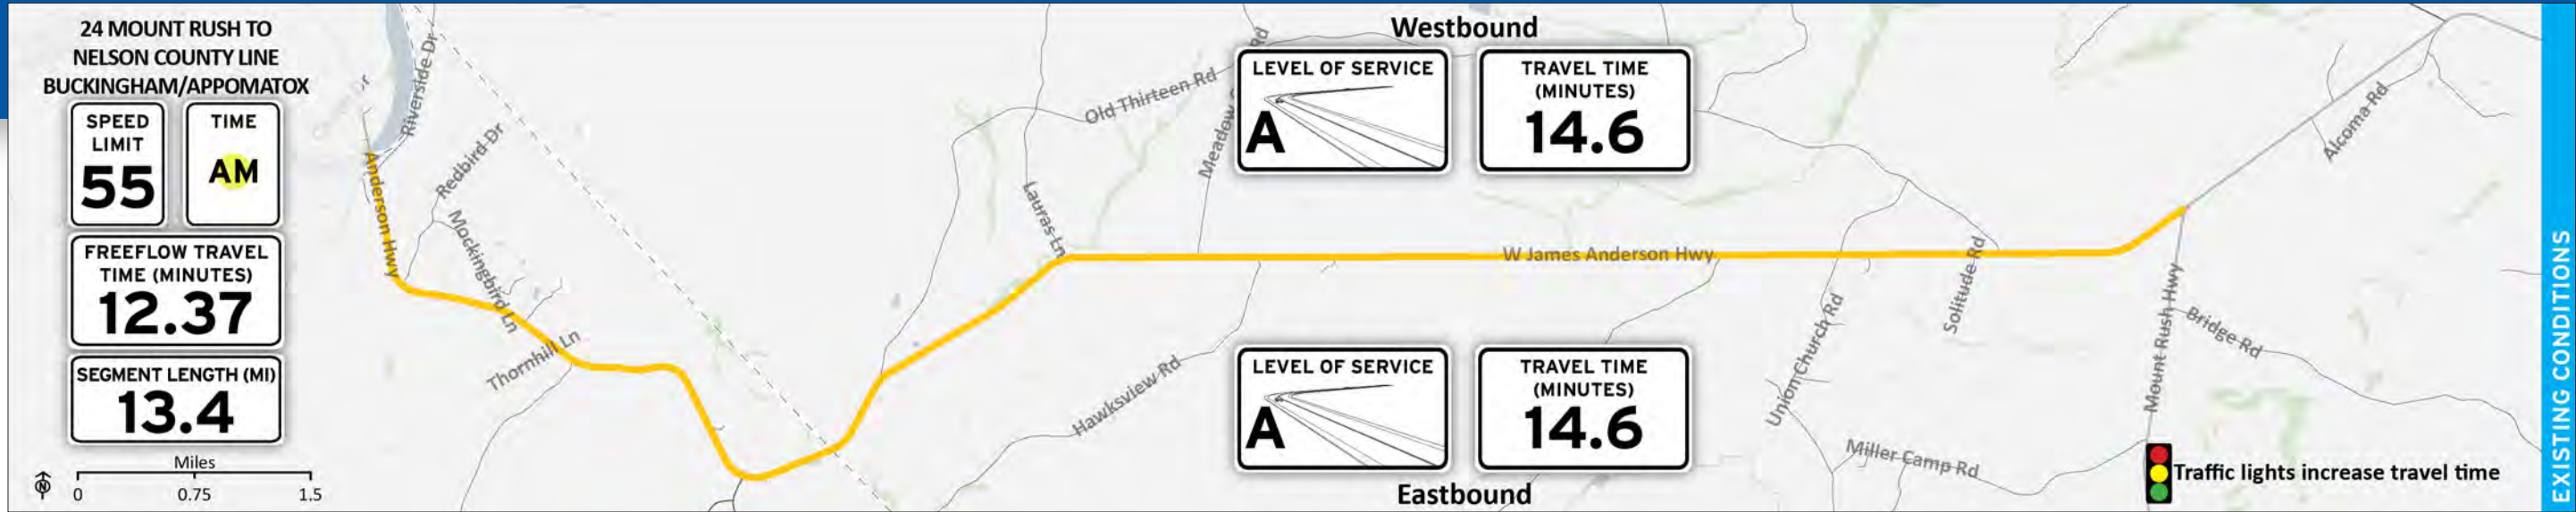 24 MOUNT RUSH TO
NELSON COUNTY LINE
BUCKINGHAM/APPOMATOX
SPEED
LIMIT
55
TIME
AM
FREEFLOW TRAVEL
TIME (MINUTES)
12.37
SEGMENT LENGTH (MI)
13.4
Miles
0 0.75 1.5
N
Riverside Dr
Redbird Dr
Anderson Hwy
Mockingbird Ln
Thornhill Ln
Lauras Ln
Old Thirteen Rd
Meadow
Rd
Hawksview Rd
Westbound
LEVEL OF SERVICE
A
TRAVEL TIME
(MINUTES)
14.6
W James Anderson Hwy
LEVEL OF SERVICE
A
TRAVEL TIME
(MINUTES)
14.6
Eastbound
Union Church Rd
Solitude Rd
Miller Camp Rd
Mount Rush Hwy
Bridge Rd
Alcoma Rd
Traffic lights increase travel time
EXISTING CONDITIONS